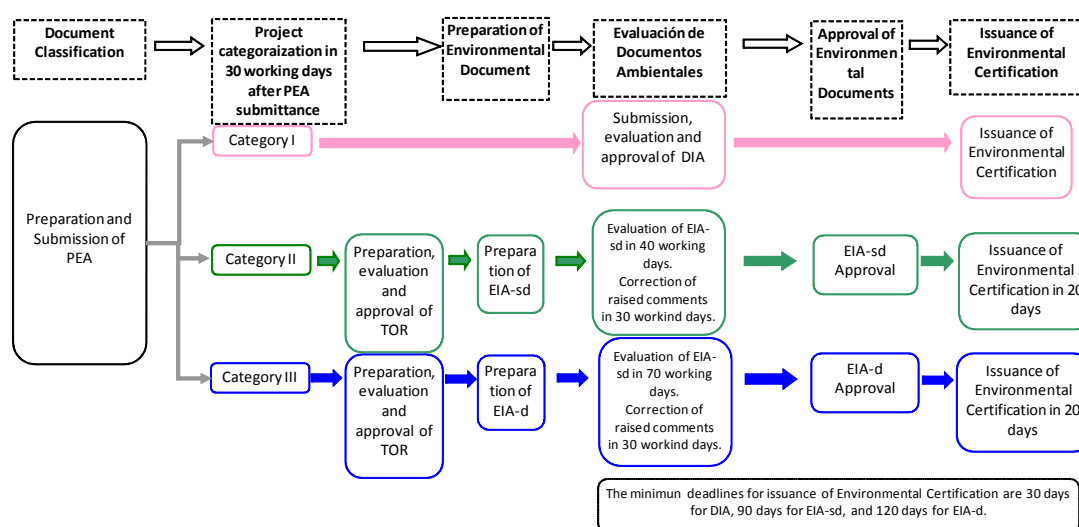 Document
Classification
Project
categoraization in
30 working days
after PEA
submittance
Preparation of
Environmental
Document
Evaluación de
Documentos
Ambientales
Approval of
Environmen
tal
Documents
Issuance of
Environmental
Certification
Preparation and
Submission of
PEA
Category I
Submission,
evaluation and
approval of DIA
Issuance of
Environmental
Certification
Category II
Preparation,
evaluation
and
approval of
TOR
Prepara
tion of
EIA-sd
Evaluation of EIA-
sd in 40 working
days.
Correction of
raised comments
in 30 workind days.
EIA-sd
Approval
Issuance of
Environmental
Certification in 20
days
Category III
Preparation,
evaluation
and
approval of
TOR
Prepara
tion of
EIA-d
Evaluation of EIA-
sd in 70 working
days.
Correction of
raised comments
in 30 workind days.
EIA-d
Approval
Issuance of
Environmental
Certification in 20
days
The minimun deadlines for issuance of Environmental Certification are 30 days
for DIA, 90 days for EIA-sd, and 120 days for EIA-d.